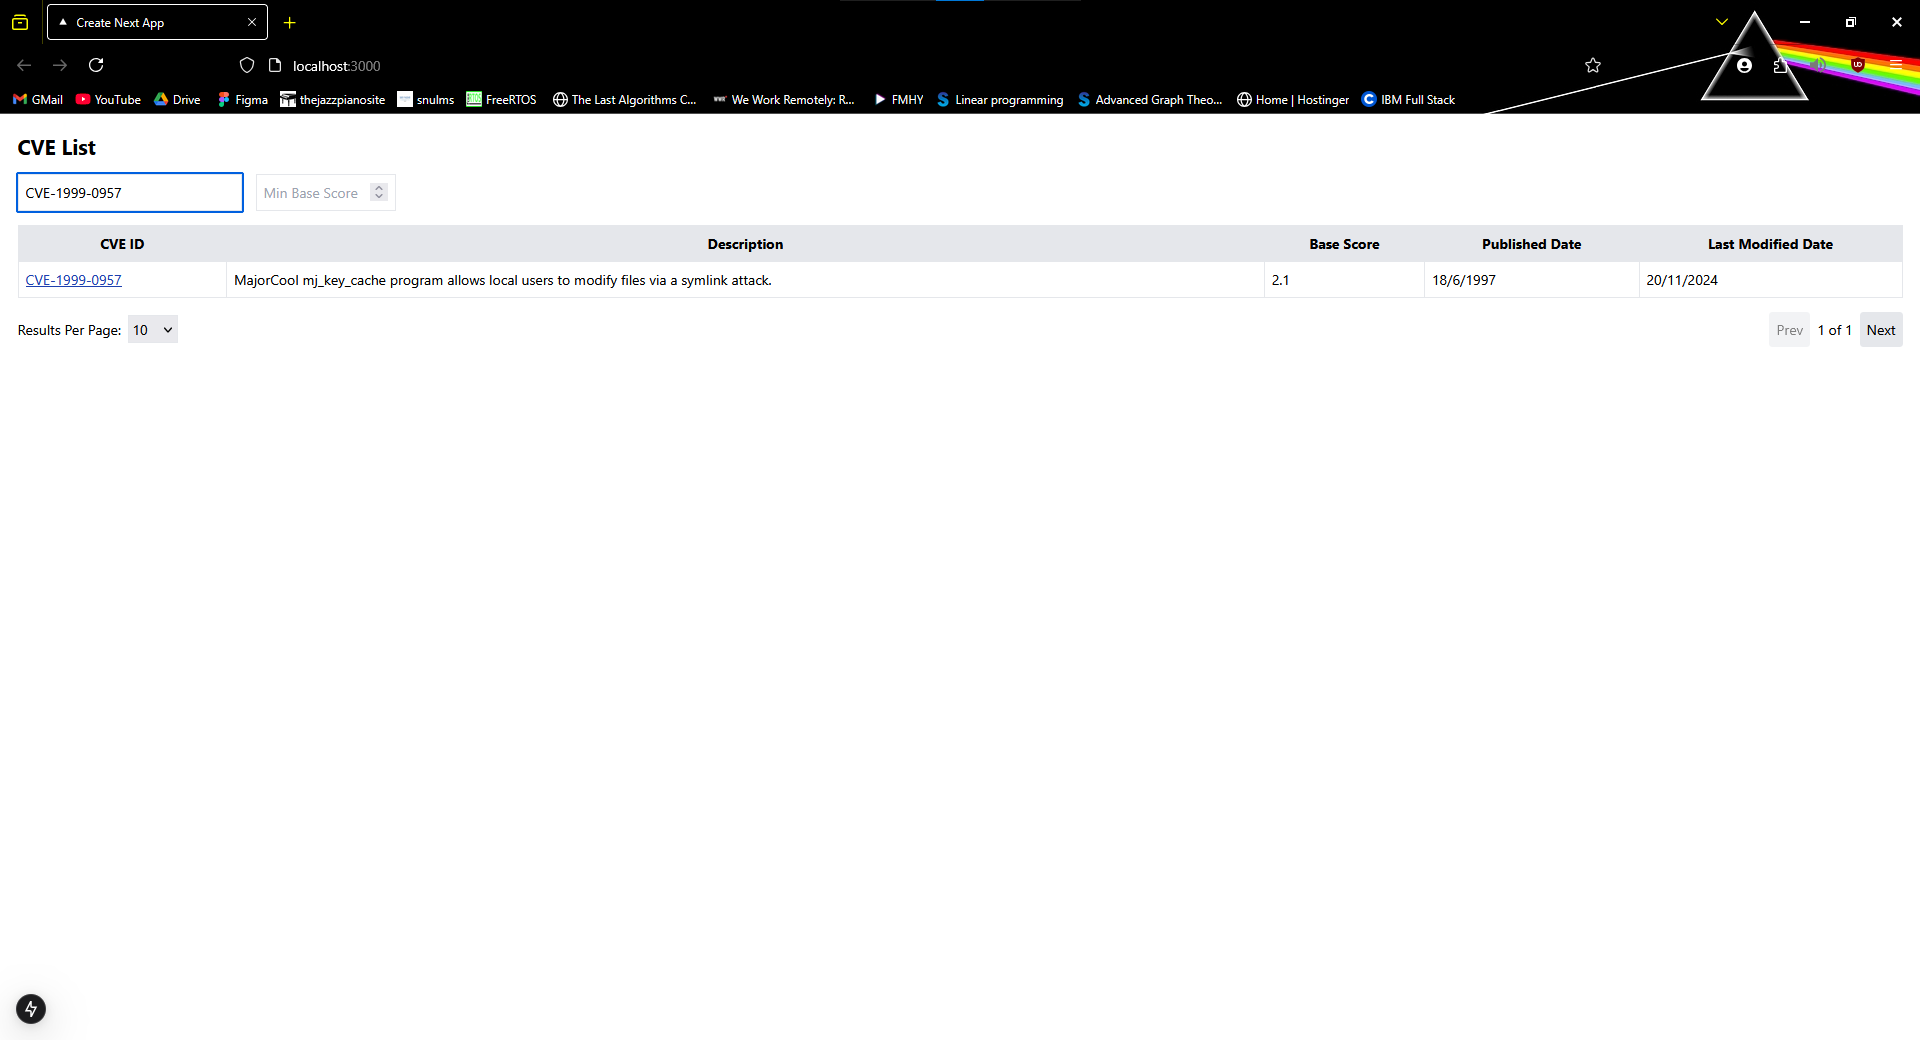 Create Next App
localhost:3000
GMail YouTube Drive Figma thejazzpianosite snulms FreeRTOS The Last Algorithms C... We Work Remotely: R... FMHY Linear programming Advanced Graph Theo... Home | Hostinger IBM Full Stack
CVE List
CVE-1999-0957 Min Base Score
CVE ID Description Base Score Published Date Last Modified Date
CVE-1999-0957 MajorCool mj_key_cache program allows local users to modify files via a symlink attack. 2.1 18/6/1997 20/11/2024
Results Per Page: 10 Prev 1 of 1 Next